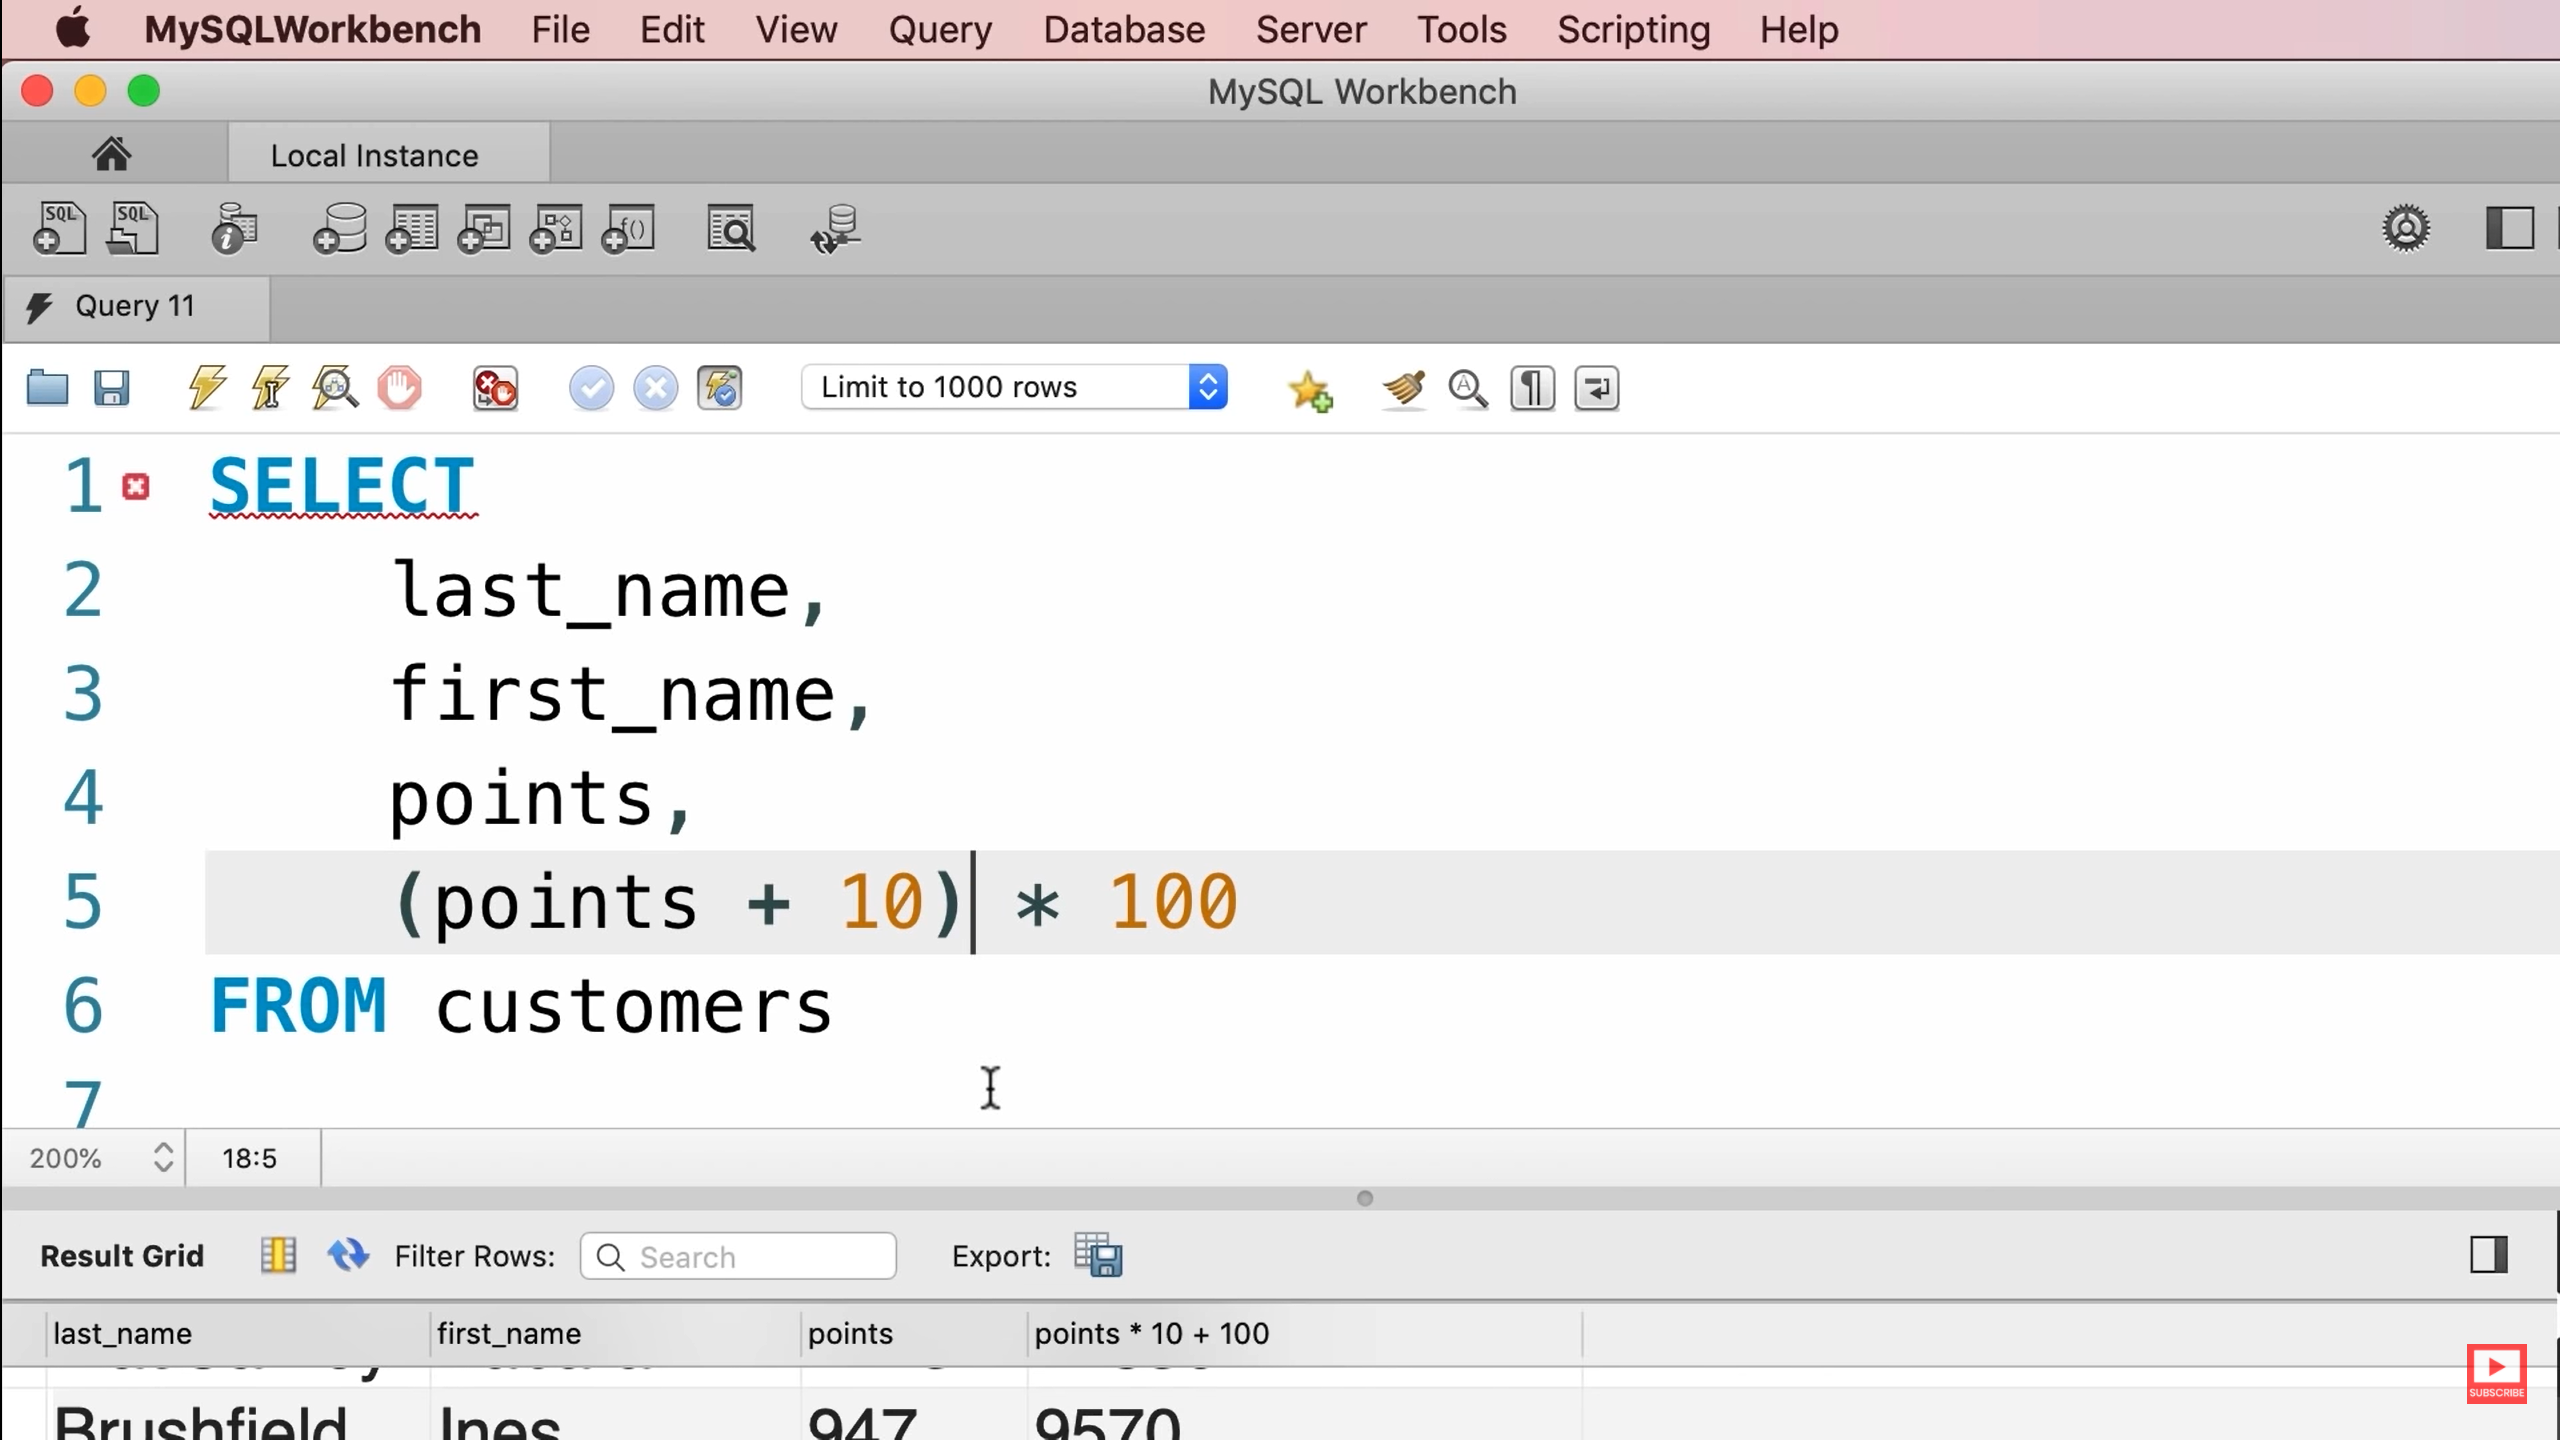 MySQLWorkbench File Edit View Query Database Server Tools Scripting Help
MySQL Workbench
Local Instance
SQL SQL f()
Query 11
Limit to 1000 rows
1 SELECT
2 last_name,
3 first_name,
4 points,
5 (points + 10) * 100
6 FROM customers
7
200% 18:5
Result Grid Filter Rows: Search Export:
last_name first_name points points * 10 + 100
Brushfield Ines 947 9570
SUBSCRIBE